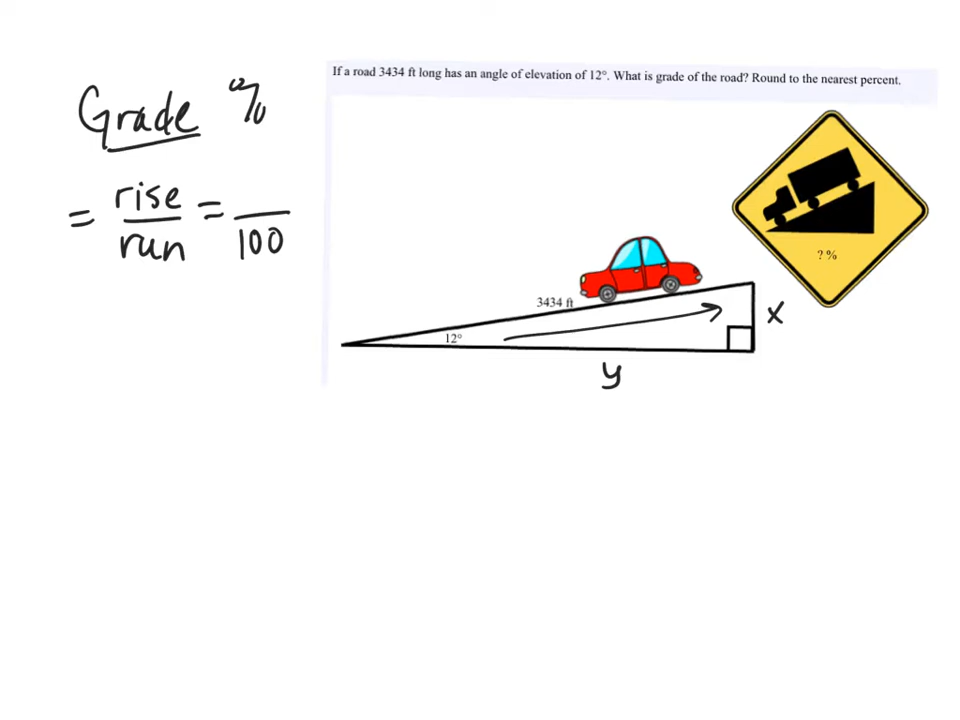 If a road 3434 ft long has an angle of elevation of 12°. What is grade of the road? Round to the nearest percent.
Grade %
= rise/run = __/100
? %
3434 ft
12°
x
y